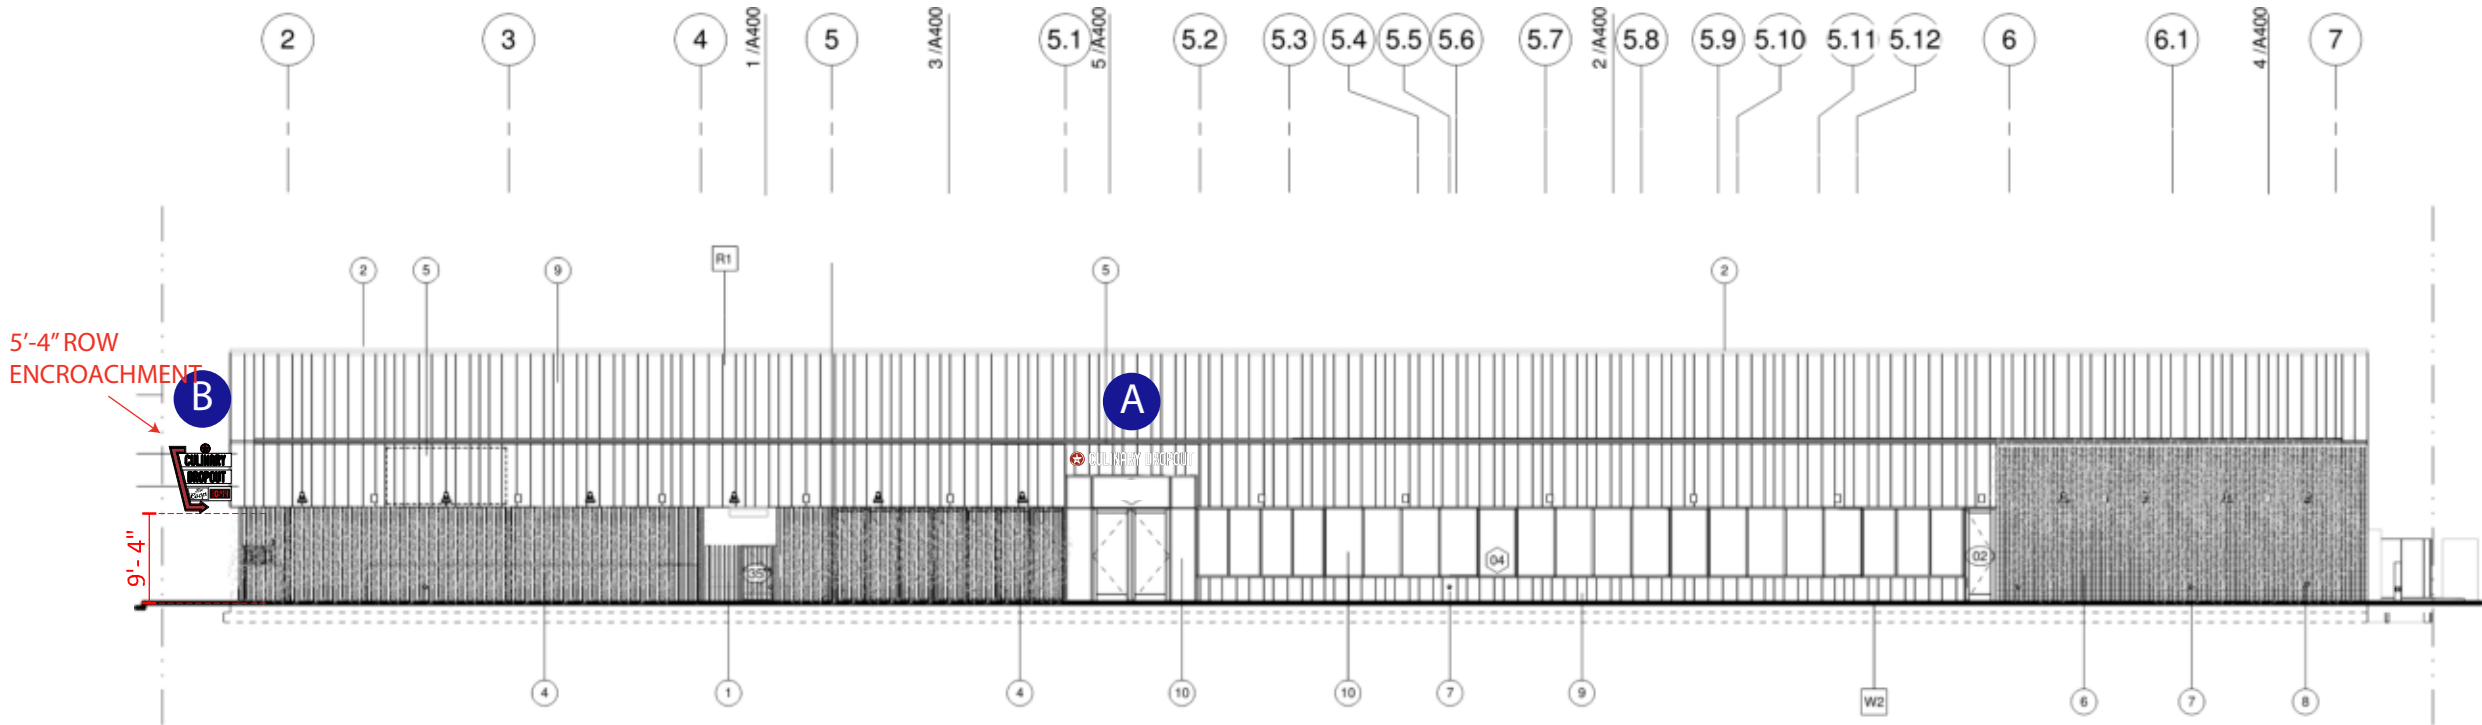 2 3 4 1 /A400 5 3 /A400 5.1 5 /A400 5.2 5.3 5.4 5.5 5.6 5.7 2 /A400 5.8 5.9 5.10 5.11 5.12 6 6.1 4 /A400 7
2 5 9 R1 5 2
5'-4" ROW
ENCROACHMENT
B A
CULINARY
DROPOUT
CULINARY DROPOUT
9'- 4"
35 04 02
4 1 4 10 10 7 9 W2 6 7 8